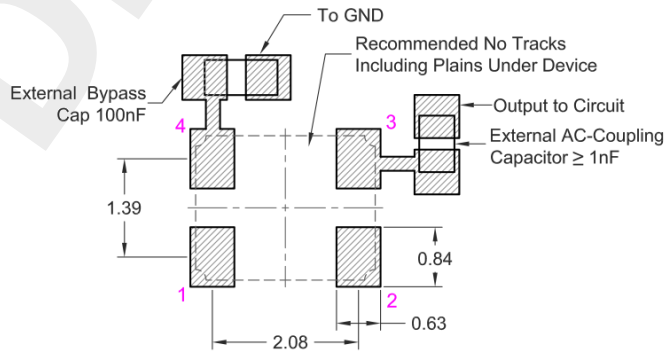 To GND
Recommended No Tracks
Including Plains Under Device
External Bypass
Cap 100nF
Output to Circuit
External AC-Coupling
Capacitor ≥ 1nF
4
3
1.39
0.84
1
2
0.63
2.08